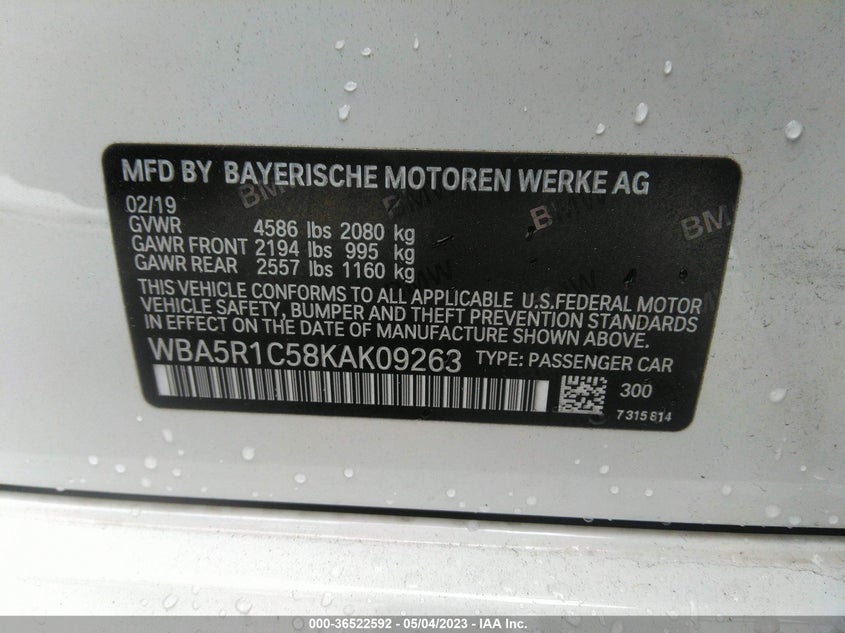 MFD BY BAYERISCHE MOTOREN WERKE AG
02/19
GVWR 4586 lbs 2080 kg
GAWR FRONT 2194 lbs 995 kg
GAWR REAR 2557 lbs 1160 kg
THIS VEHICLE CONFORMS TO ALL APPLICABLE U.S.FEDERAL MOTOR
VEHICLE SAFETY, BUMPER AND THEFT PREVENTION STANDARDS
IN EFFECT ON THE DATE OF MANUFACTURE SHOWN ABOVE.
WBA5R1C58KAK09263 TYPE: PASSENGER CAR
300
7315814
000-36522592 - 05/04/2023 - IAA Inc.